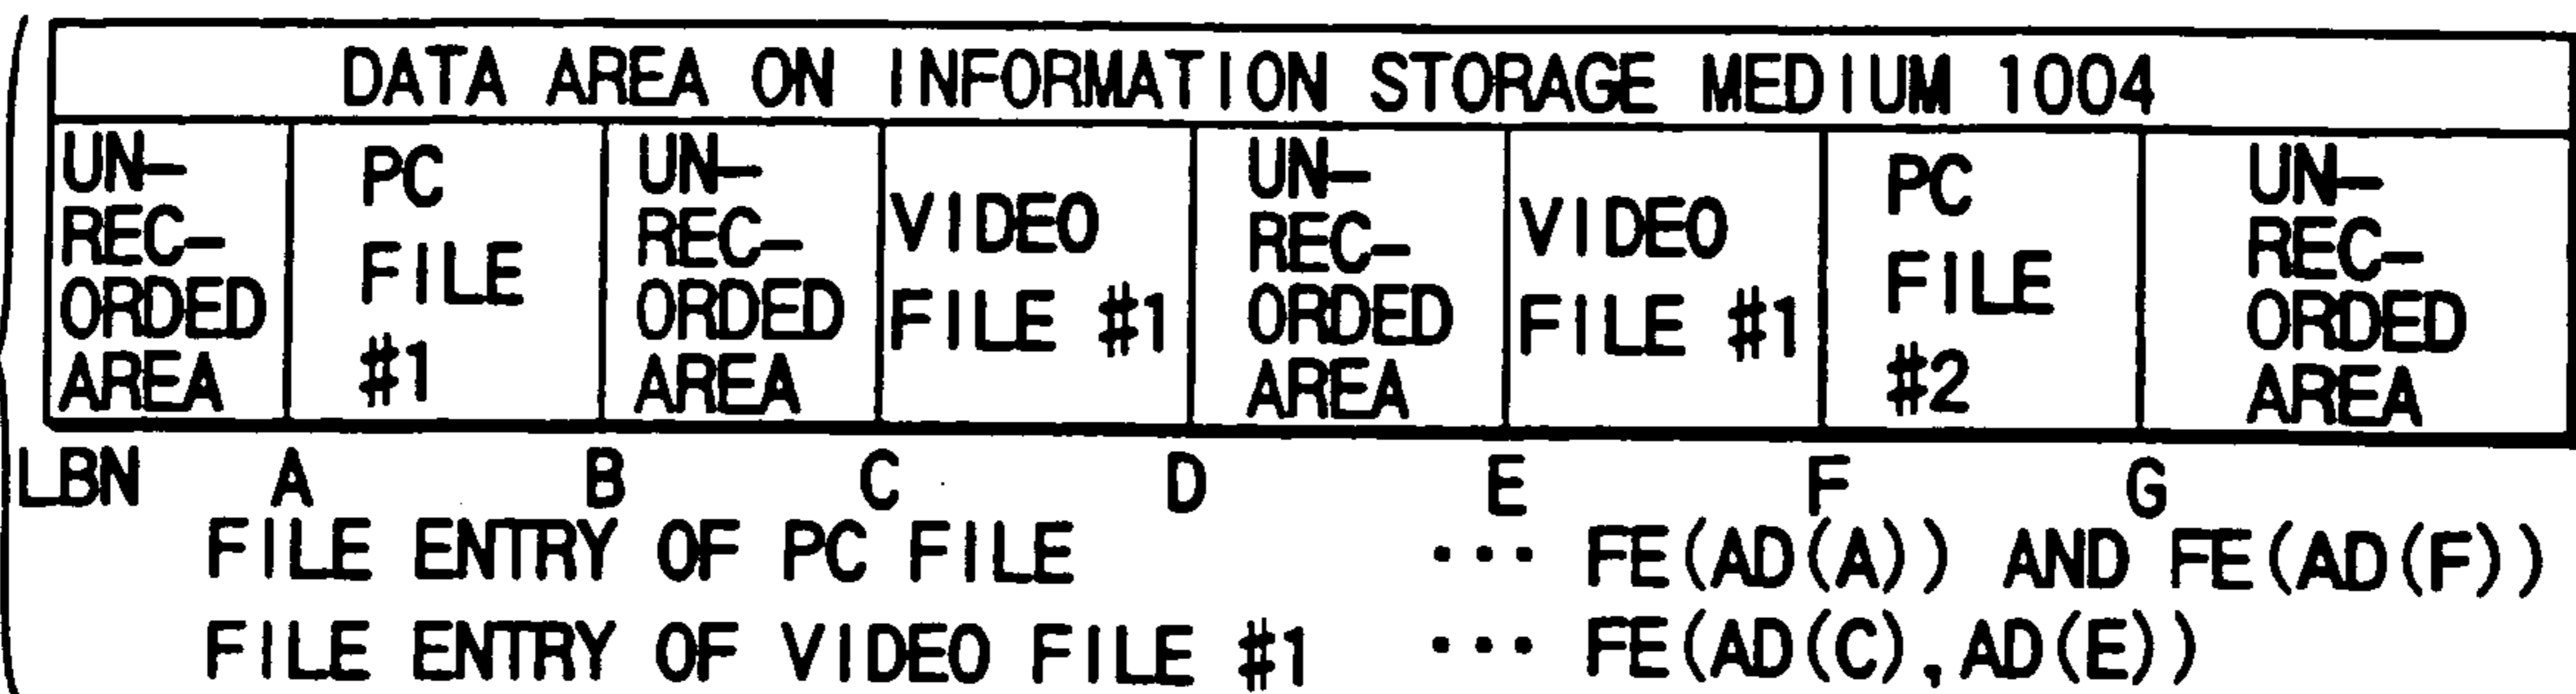 DATA AREA ON INFORMATION STORAGE MEDIUM 1004
UN-
REC-
ORDED
AREA
PC
FILE
#1
UN-
REC-
ORDED
AREA
VIDEO
FILE #1
UN-
REC-
ORDED
AREA
VIDEO
FILE #1
PC
FILE
#2
UN-
REC-
ORDED
AREA
LBN A B C D E F G
FILE ENTRY OF PC FILE ... FE(AD(A)) AND FE(AD(F))
FILE ENTRY OF VIDEO FILE #1 ... FE(AD(C),AD(E))